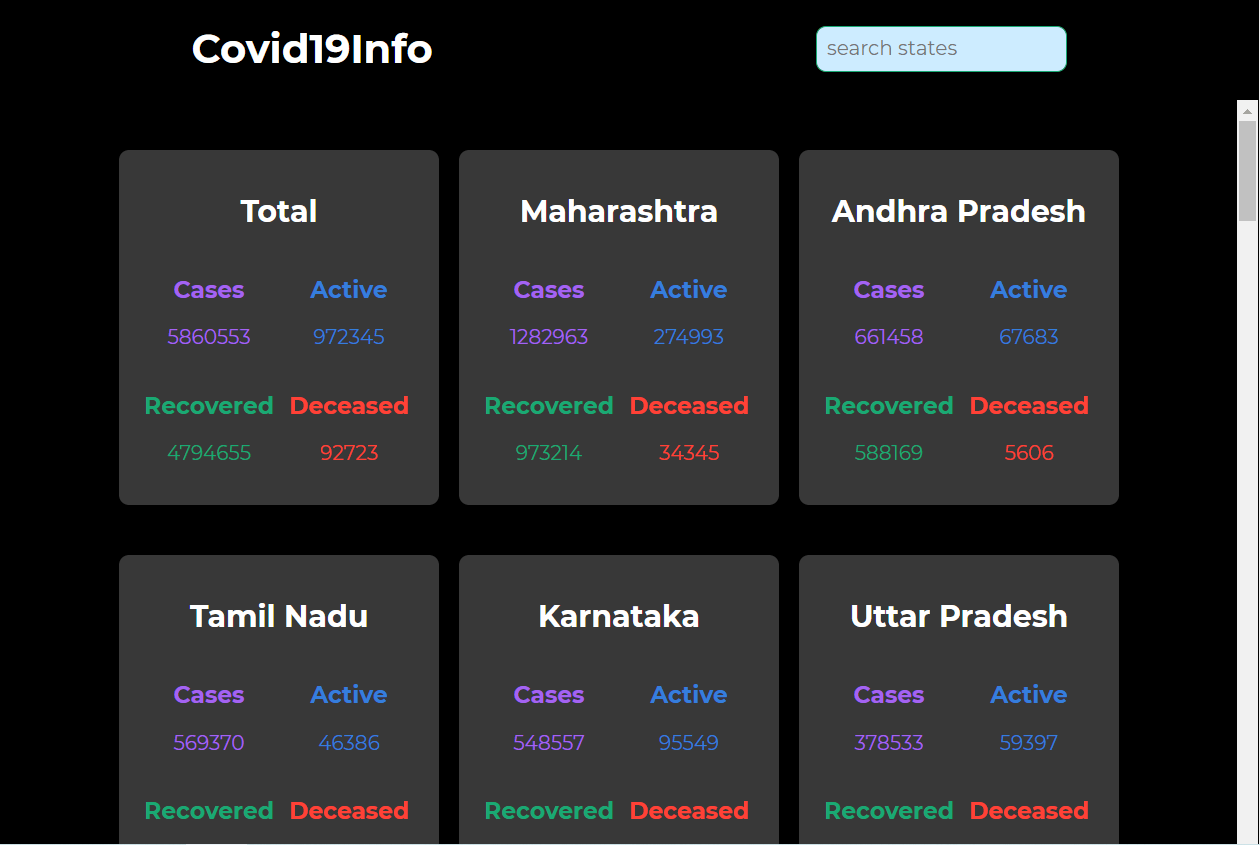 Covid19Info
search states
Total
Cases Active
5860553 972345
Recovered Deceased
4794655 92723
Maharashtra
Cases Active
1282963 274993
Recovered Deceased
973214 34345
Andhra Pradesh
Cases Active
661458 67683
Recovered Deceased
588169 5606
Tamil Nadu
Cases Active
569370 46386
Recovered Deceased
Karnataka
Cases Active
548557 95549
Recovered Deceased
Uttar Pradesh
Cases Active
378533 59397
Recovered Deceased